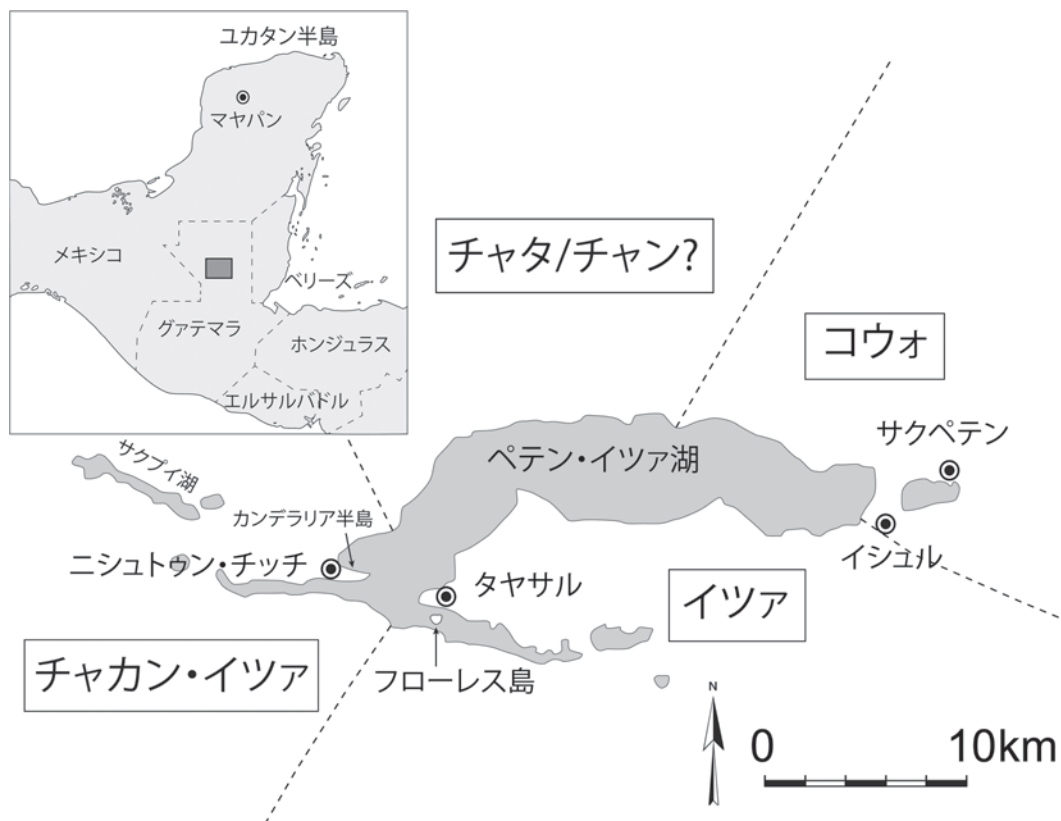 ユカタン半島
マヤパン
メキシコ
ベリーズ
グァテマラ
ホンジュラス
エルサルバドル
チャタ/チャン?
コウォ
サクペテン
ペテン・イツァ湖
サクプイ湖
カンデラリア半島
イシュル
ニシュトゥン・チッチ
タヤサル
イツァ
チャカン・イツァ
フローレス島
N
0 10km